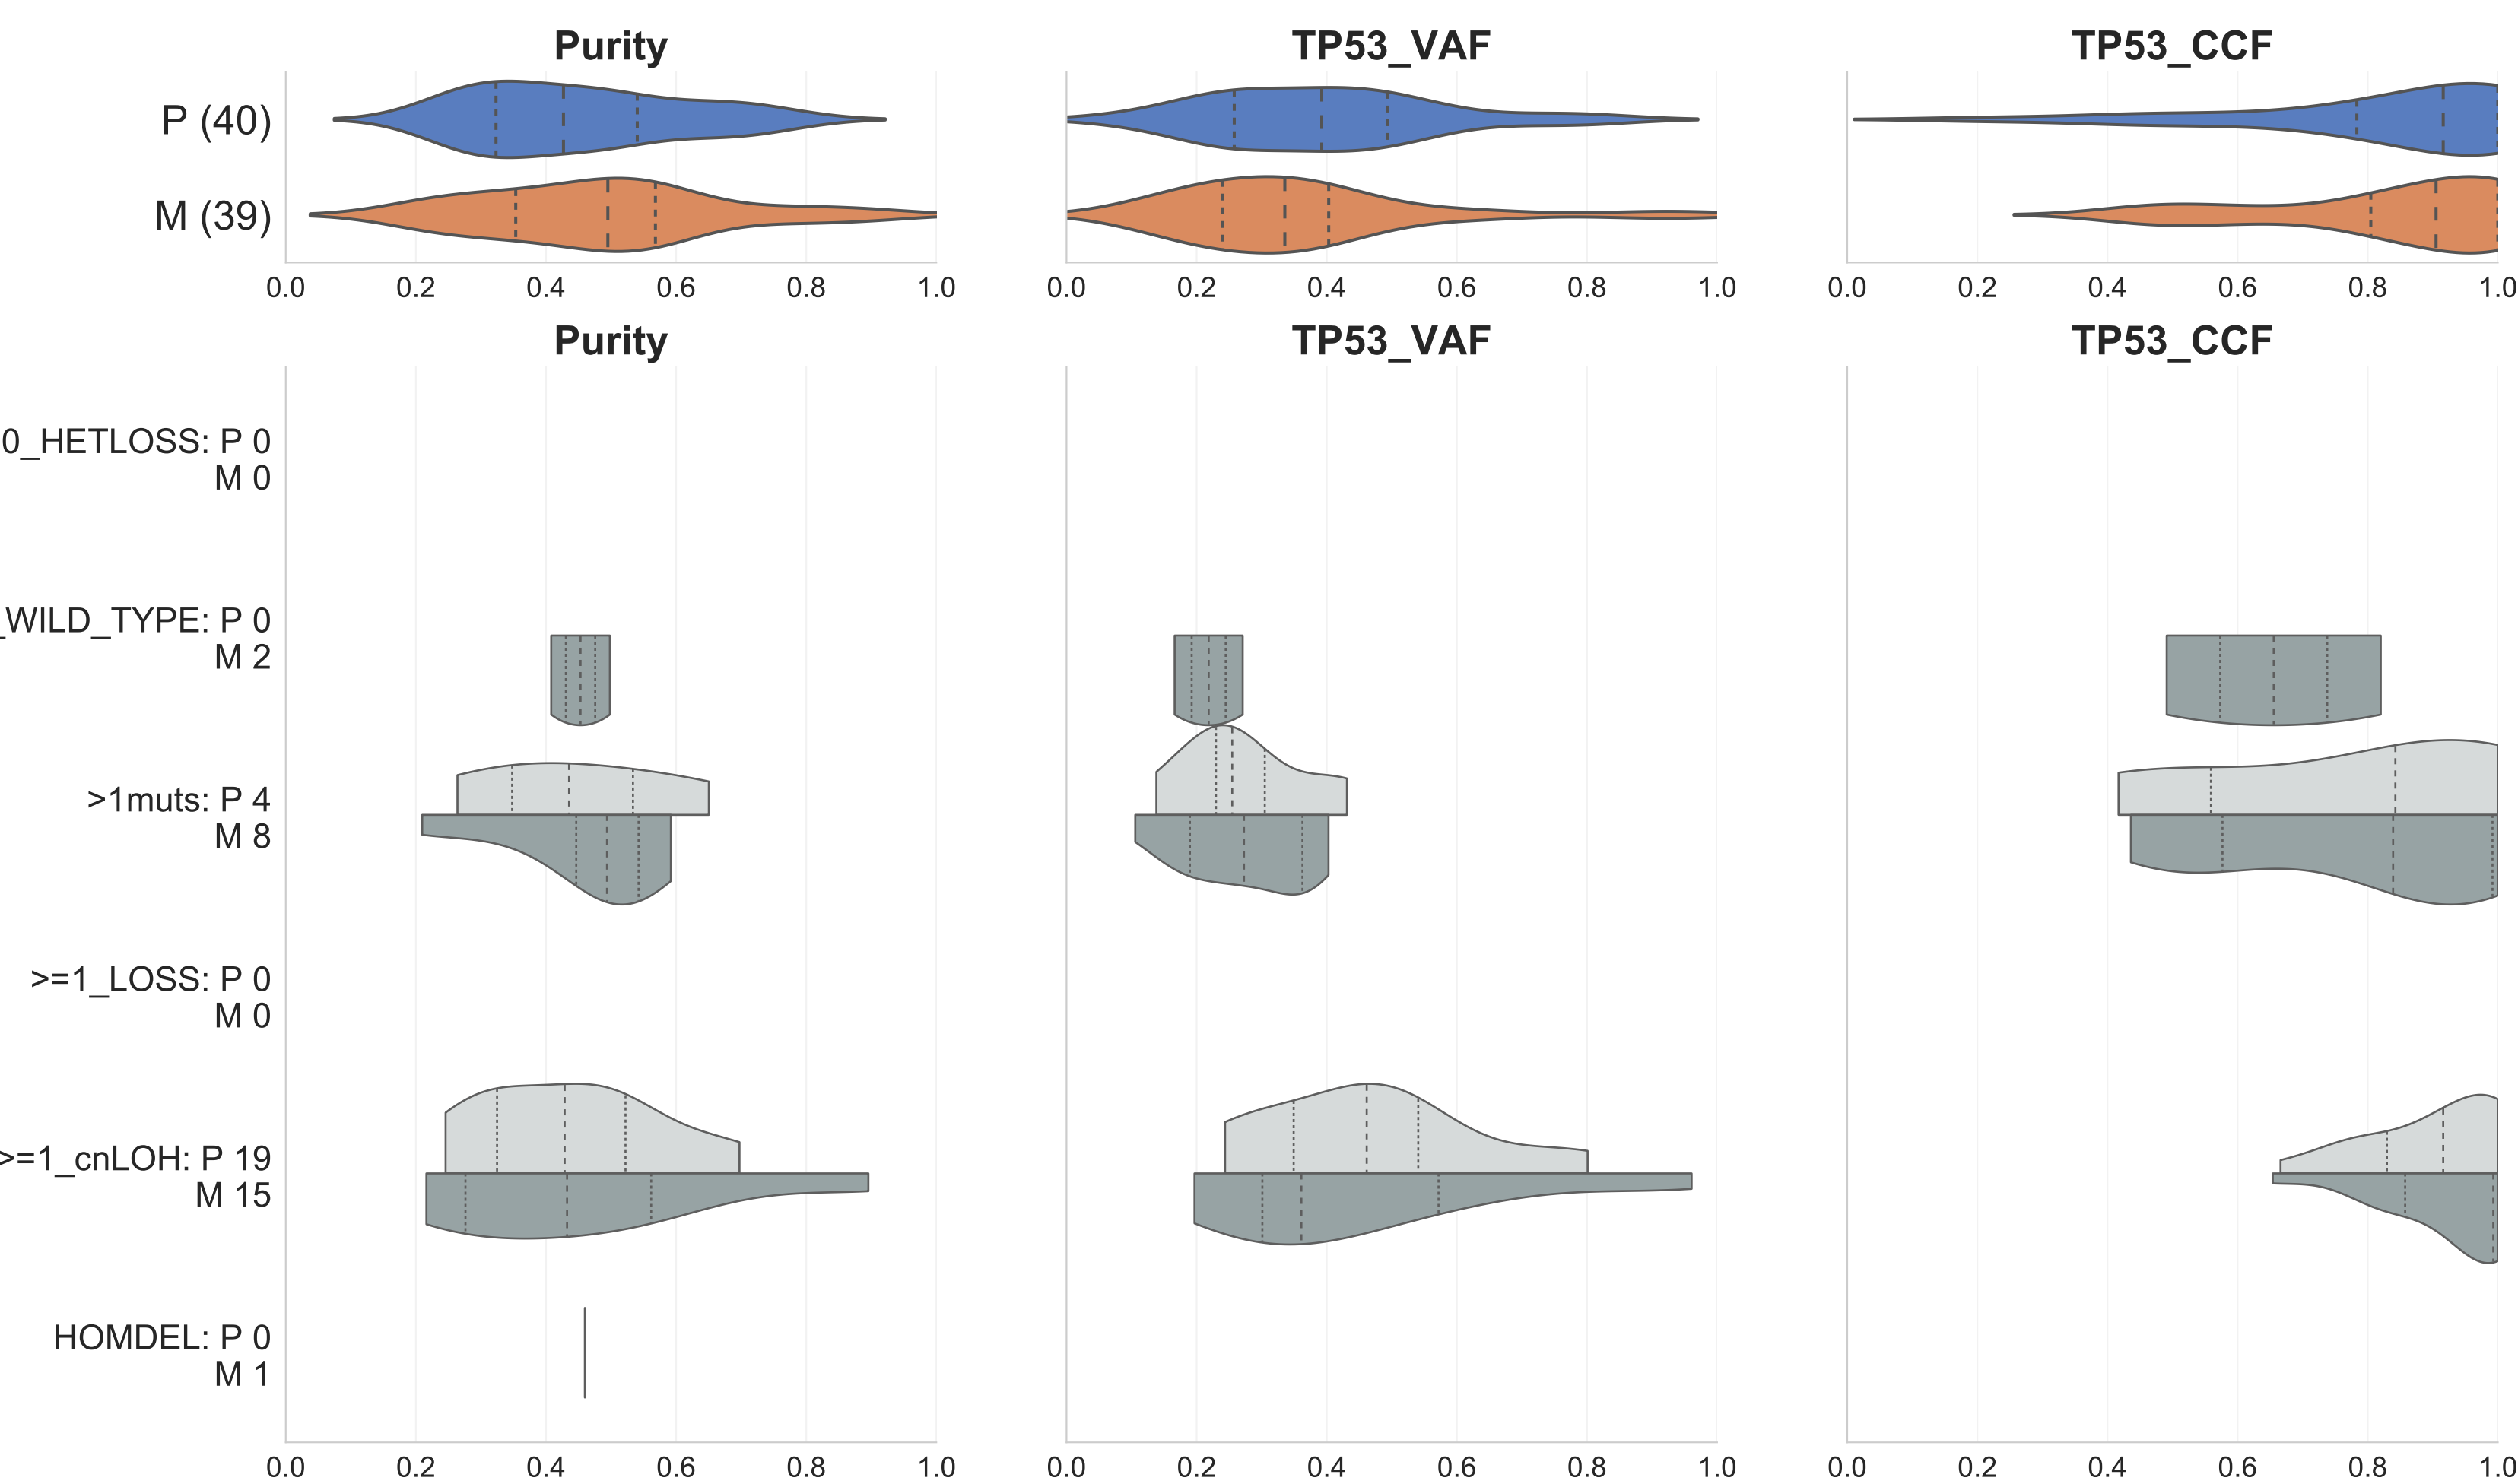 Purity TP53_VAF TP53_CCF
P (40)
M (39)
0.0 0.2 0.4 0.6 0.8 1.0 0.0 0.2 0.4 0.6 0.8 1.0 0.0 0.2 0.4 0.6 0.8 1.0
Purity TP53_VAF TP53_CCF
0_HETLOSS: P 0
M 0
_WILD_TYPE: P 0
M 2
>1muts: P 4
M 8
>=1_LOSS: P 0
M 0
>=1_cnLOH: P 19
M 15
HOMDEL: P 0
M 1
0.0 0.2 0.4 0.6 0.8 1.0 0.0 0.2 0.4 0.6 0.8 1.0 0.0 0.2 0.4 0.6 0.8 1.0